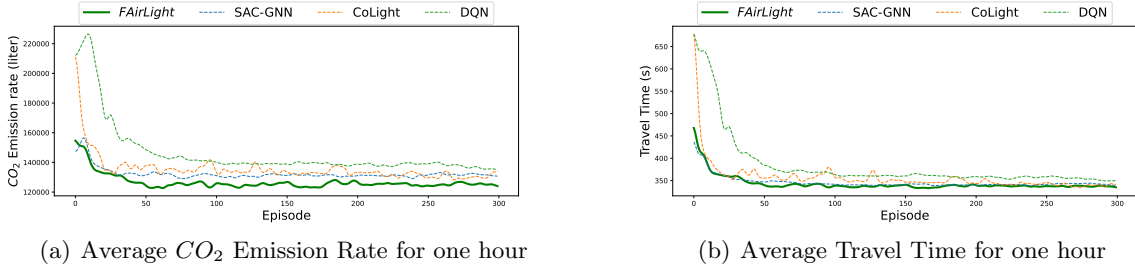 FAirLight SAC-GNN CoLight DQN
220000
200000
180000
160000
140000
120000
CO2 Emission rate (liter)
0 50 100 150 200 250 300
Episode
(a) Average CO2 Emission Rate for one hour
FAirLight SAC-GNN CoLight DQN
650
600
550
500
450
400
350
Travel Time (s)
0 50 100 150 200 250 300
Episode
(b) Average Travel Time for one hour